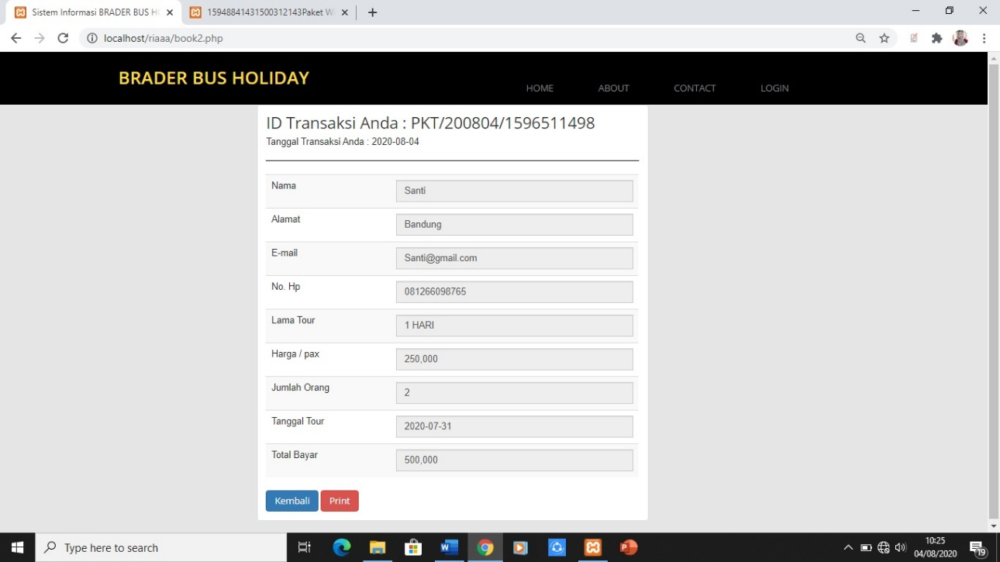 Sistem Informasi BRADER BUS H
15948841431500312143Paket W
localhost/riaaa/book2.php
BRADER BUS HOLIDAY
HOME ABOUT CONTACT LOGIN
ID Transaksi Anda : PKT/200804/1596511498
Tanggal Transaksi Anda : 2020-08-04
Nama Santi
Alamat Bandung
E-mail Santi@gmail.com
No. Hp 081266098765
Lama Tour 1 HARI
Harga / pax 250,000
Jumlah Orang 2
Tanggal Tour 2020-07-31
Total Bayar 500,000
Kembali Print
Type here to search
10:25
04/08/2020
19